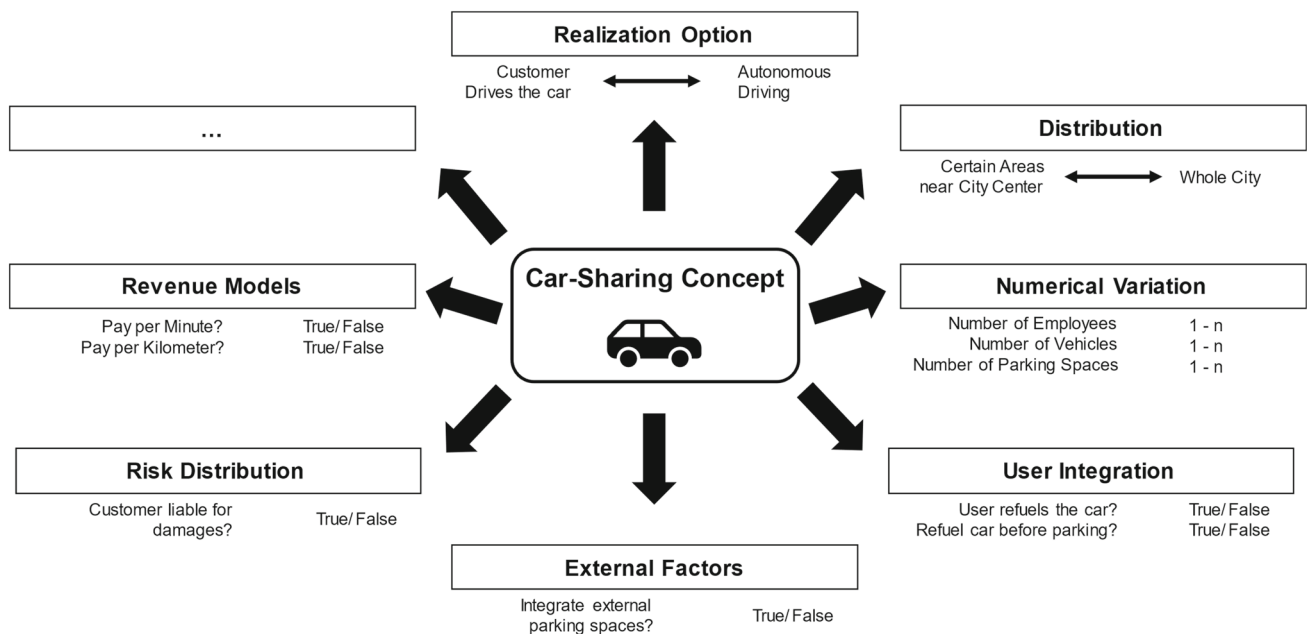 Realization Option
Customer Drives the car
Autonomous Driving
...
Distribution
Certain Areas near City Center
Whole City
Car-Sharing Concept
Revenue Models
Pay per Minute? True/False
Pay per Kilometer? True/False
Numerical Variation
Number of Employees 1 - n
Number of Vehicles 1 - n
Number of Parking Spaces 1 - n
Risk Distribution
Customer liable for damages? True/False
User Integration
User refuels the car? True/False
Refuel car before parking? True/False
External Factors
Integrate external parking spaces? True/False